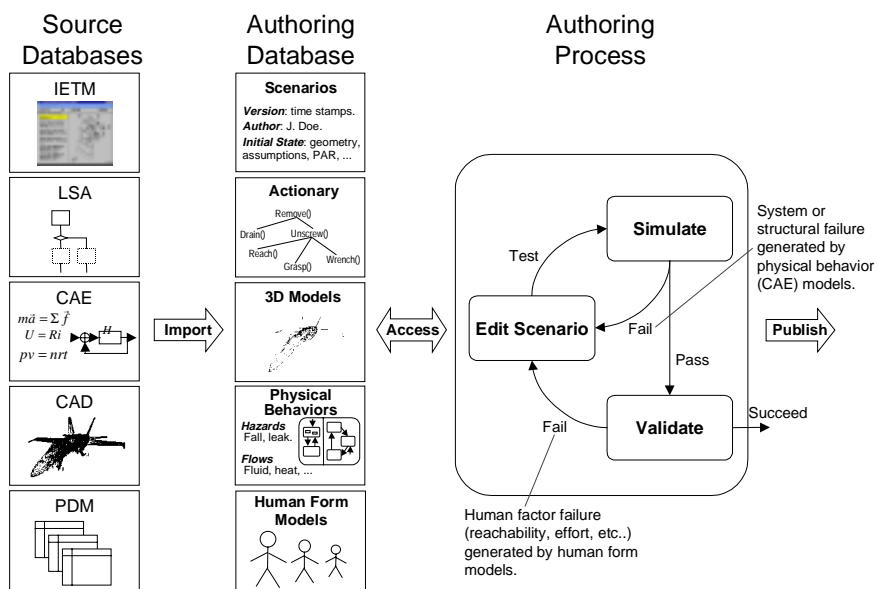 Source
Databases
Authoring
Database
Authoring
Process
IETM
LSA
CAE
mā = Σ f⃗
U = Ri
pv = nrt
H
CAD
PDM
Import
Scenarios
Version: time stamps.
Author: J. Doe.
Initial State: geometry,
assumptions, PAR, ...
Actionary
Remove()
Drain()
Unscrew()
Reach()
Wrench()
Grasp()
3D Models
Physical
Behaviors
Hazards
Fall, leak.
Flows
Fluid, heat, ...
Human Form
Models
Access
Simulate
Test
Edit Scenario
Fail
Pass
Fail
Validate
Succeed
System or
structural failure
generated by
physical behavior
(CAE) models.
Publish
Human factor failure
(reachability, effort, etc..)
generated by human form
models.